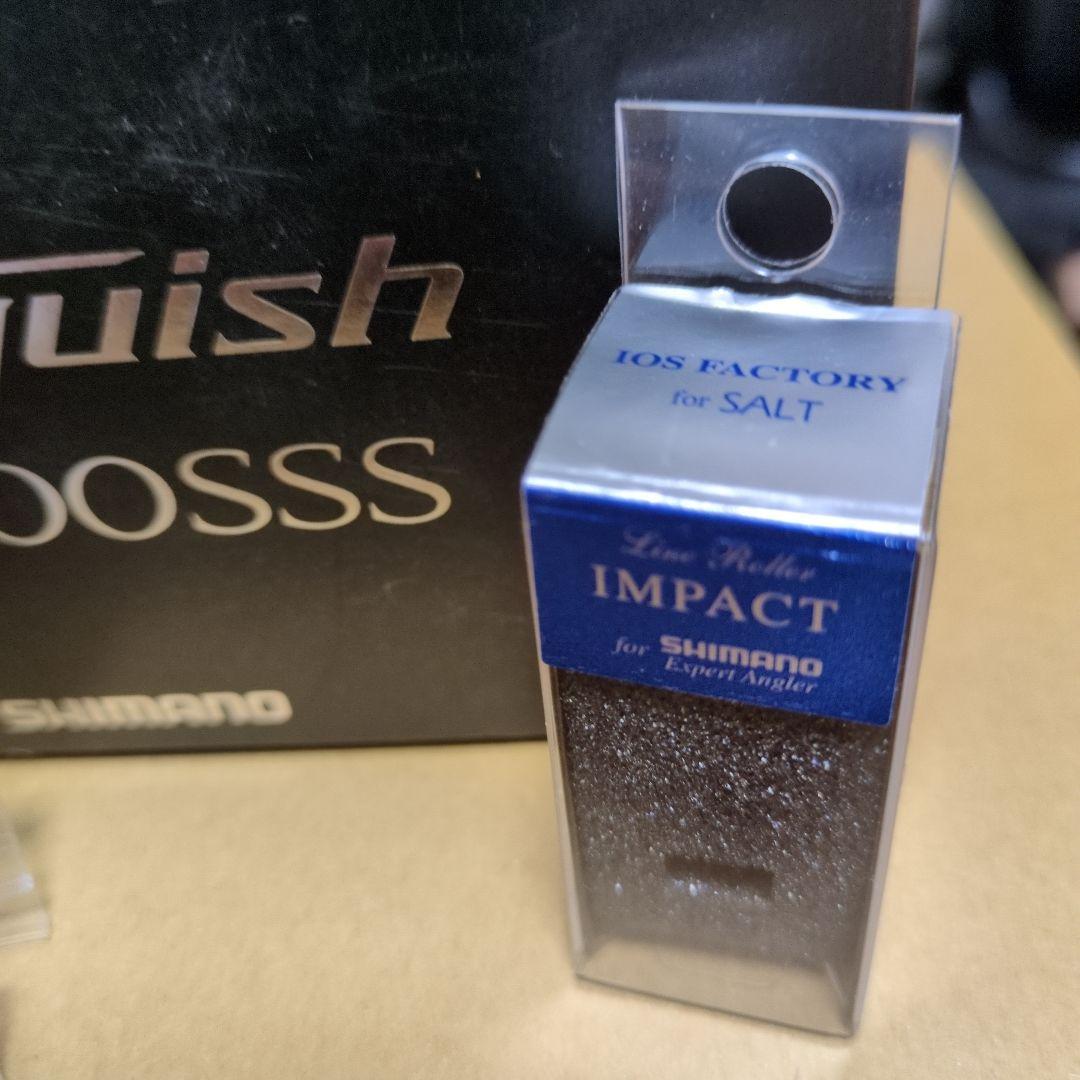 uish
00SSS
SHIMANO
IOS FACTORY
for SALT
Line Roller
IMPACT
for SHIMANO
Expert Angler